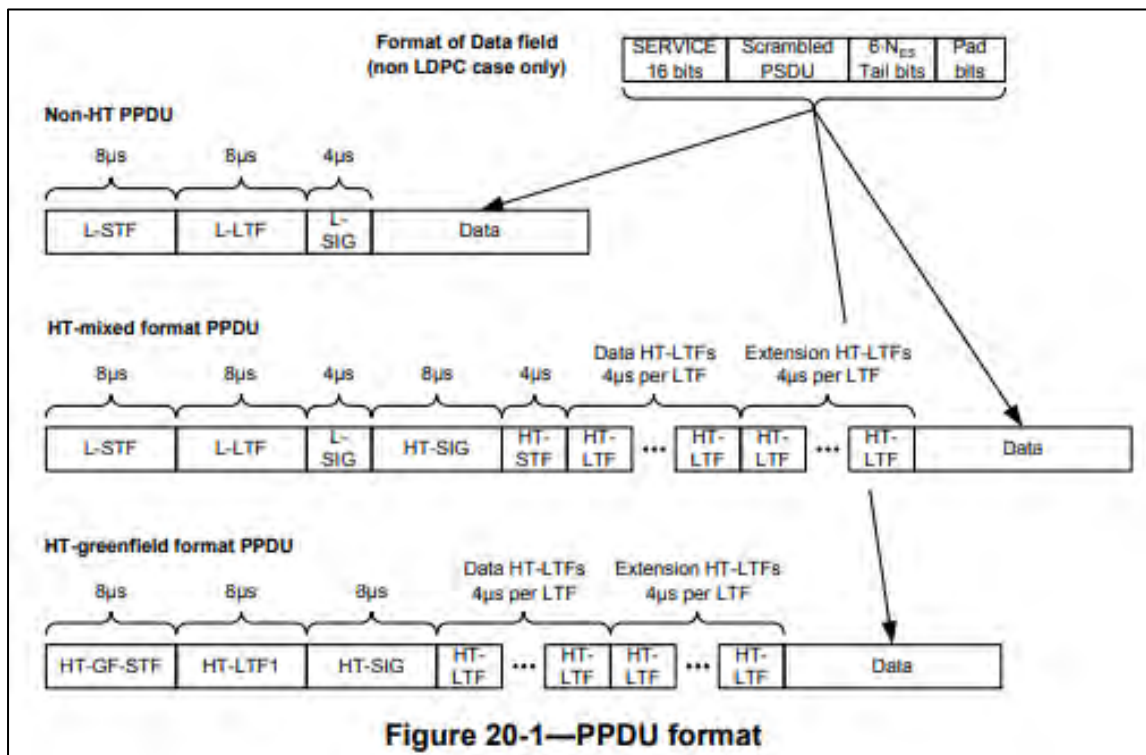 Format of Data field
(non LDPC case only)
SERVICE
16 bits
Scrambled
PSDU
6·N_ES
Tail bits
Pad
bits
Non-HT PPDU
8µs
8µs
4µs
L-STF
L-LTF
L-
SIG
Data
HT-mixed format PPDU
Data HT-LTFs
4µs per LTF
Extension HT-LTFs
4µs per LTF
8µs
8µs
4µs
8µs
4µs
L-STF
L-LTF
L-
SIG
HT-SIG
HT-
STF
HT-
LTF
•••
HT-
LTF
HT-
LTF
•••
HT-
LTF
Data
HT-greenfield format PPDU
Data HT-LTFs
4µs per LTF
Extension HT-LTFs
4µs per LTF
8µs
8µs
8µs
HT-GF-STF
HT-LTF1
HT-SIG
HT-
LTF
•••
HT-
LTF
HT-
LTF
•••
HT-
LTF
Data
Figure 20-1—PPDU format